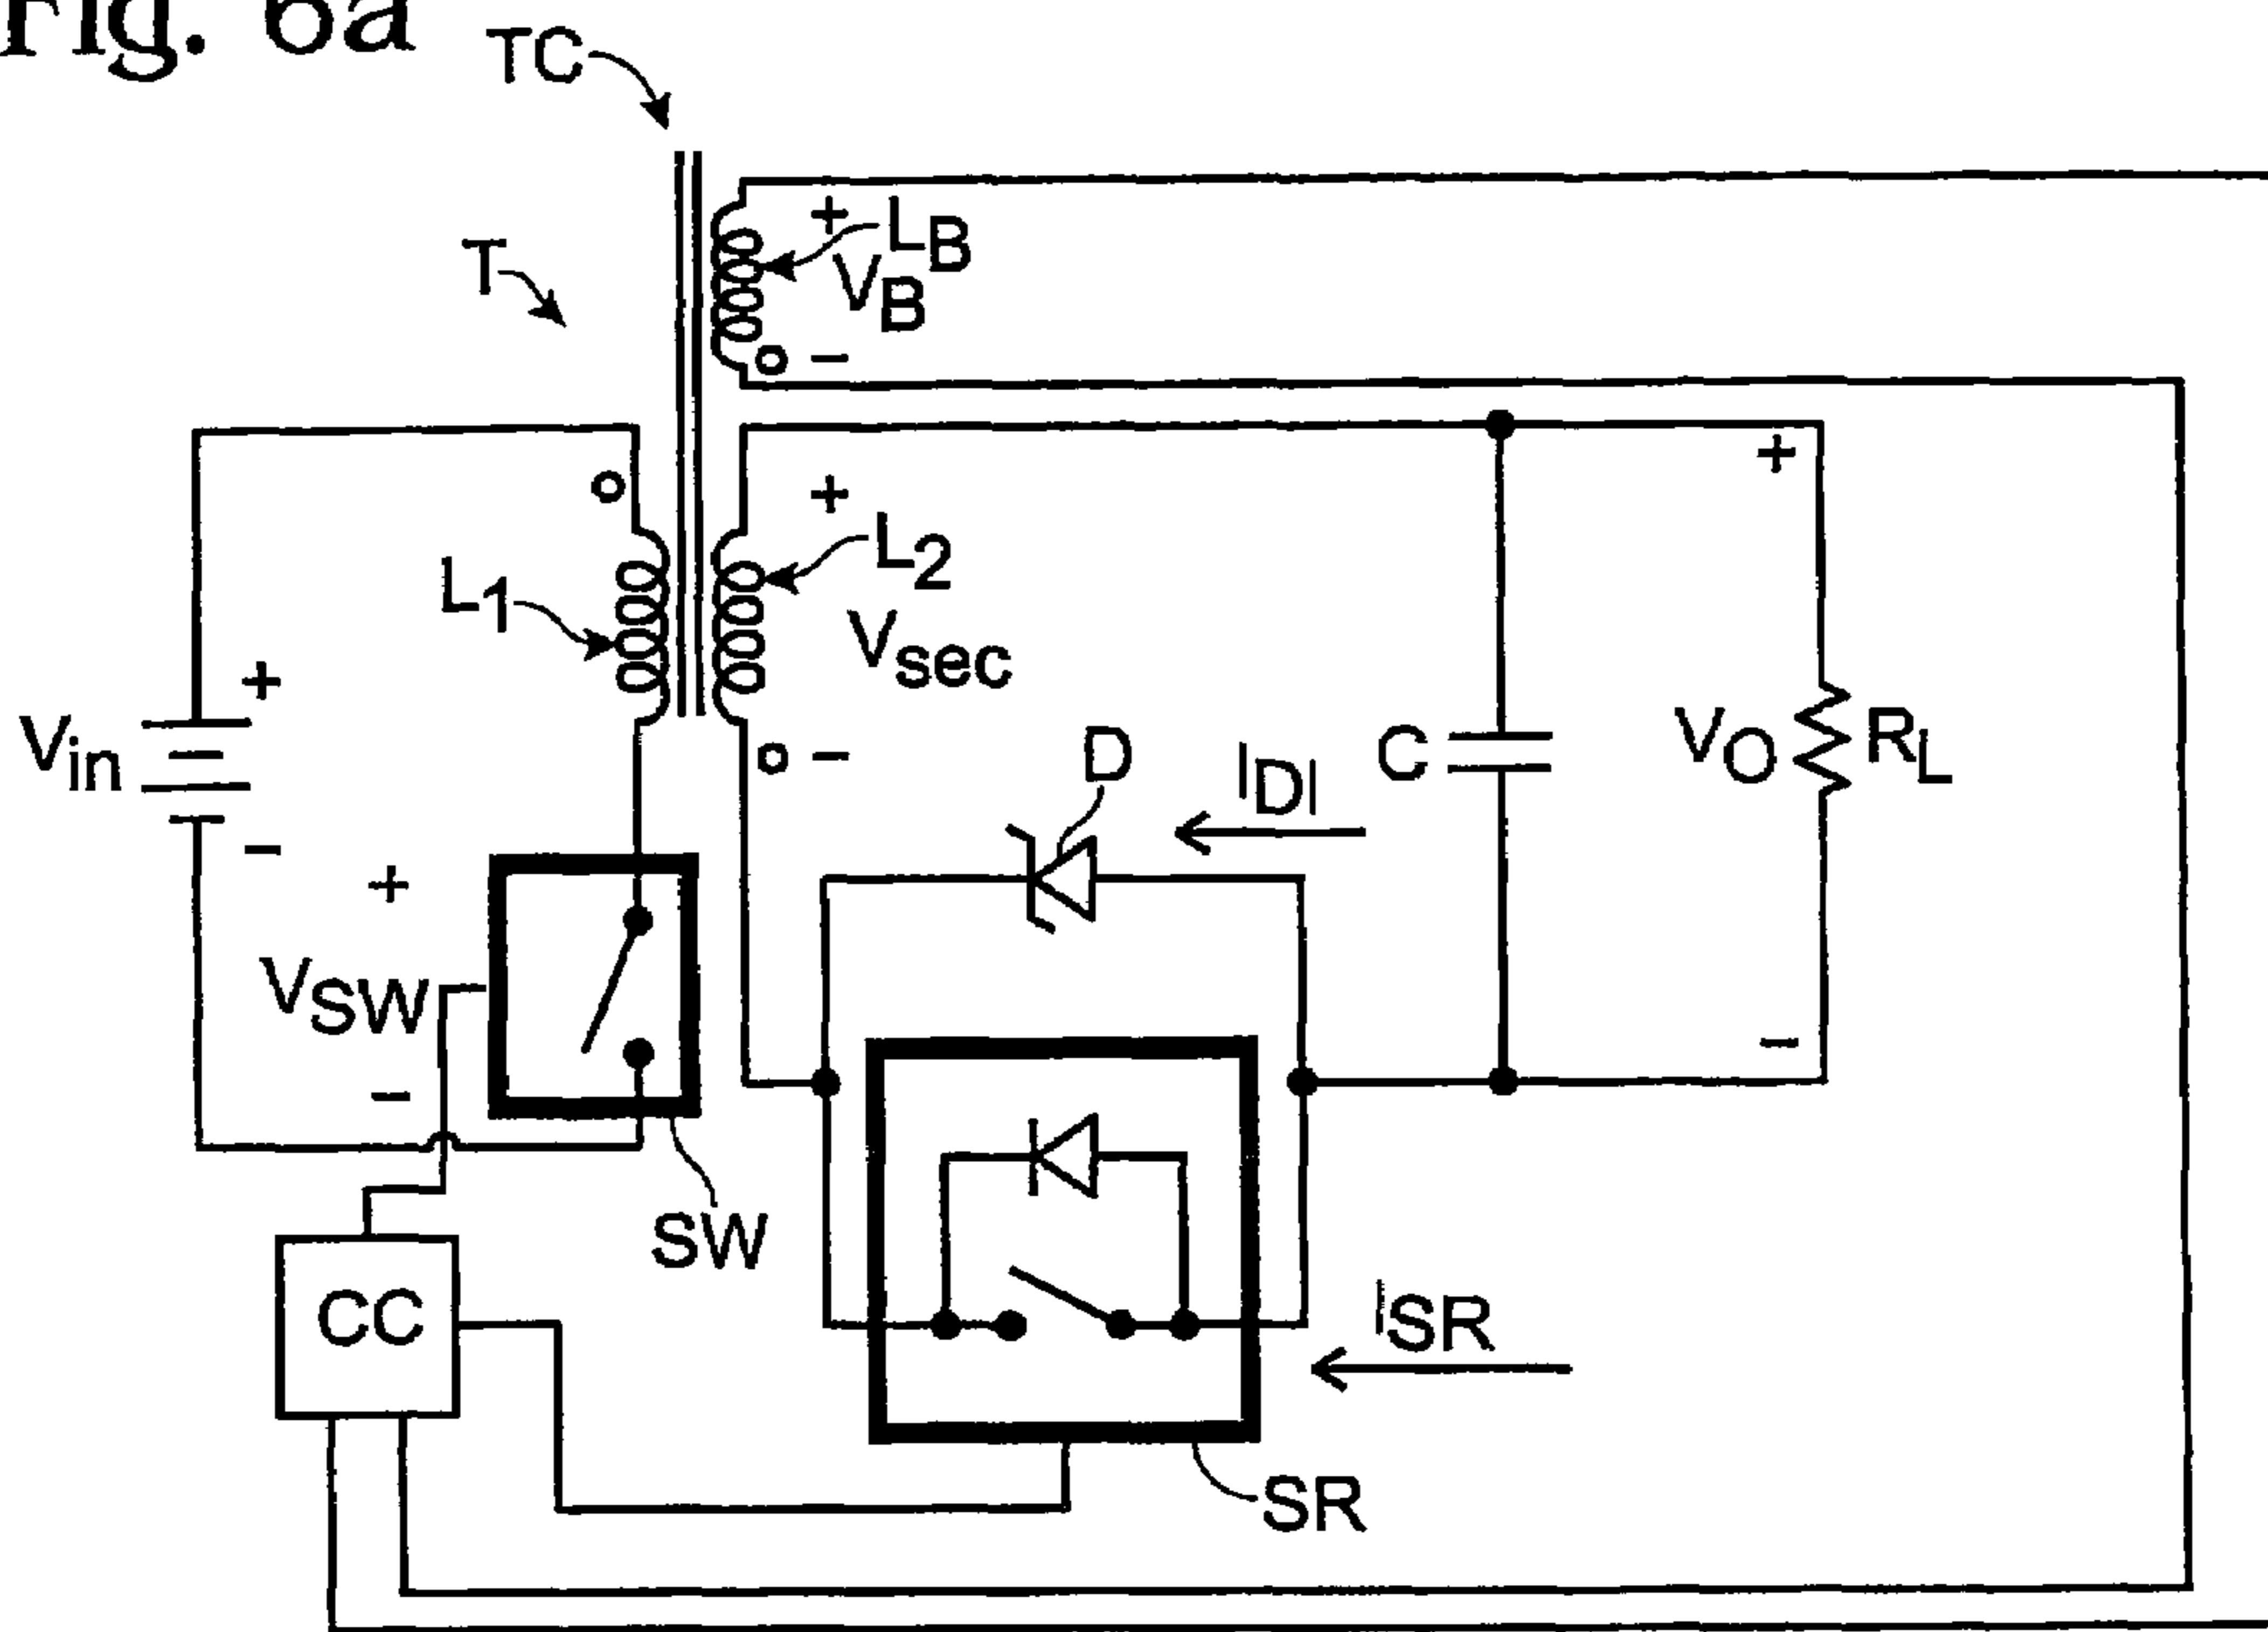 Fig. 6a
TC
T
+ LB
VB
-
+
L2
L1
Vsec
+
Vin
-
-
D
IDI
C
VO
RL
+
-
+
VSW
-
SW
CC
ISR
SR